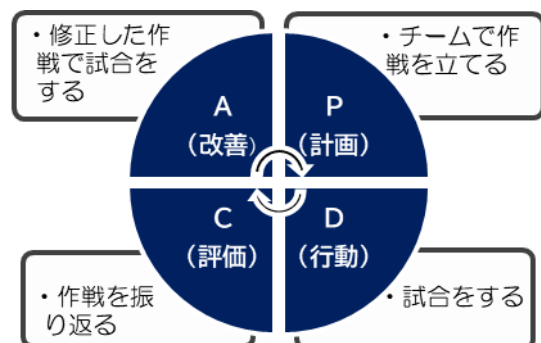 ・修正した作
戦で試合を
する
・チームで作
戦を立てる
A
(改善)
P
(計画)
C
(評価)
D
(行動)
・作戦を振
り返る
・試合をする